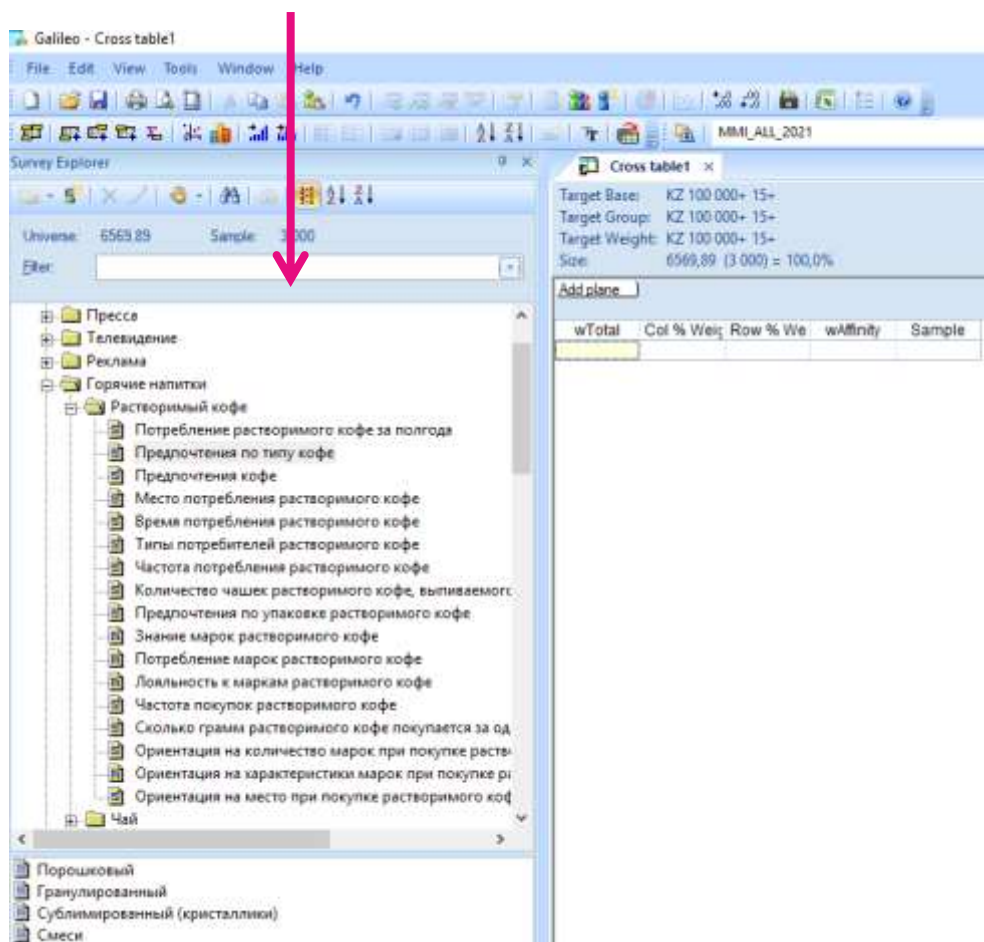 Galileo - Cross table1
File Edit View Tools Window Help
MMI_ALL_2021
Survey Explorer
Universe: 6569.89 Sample: 3 000
Filter:
Пресса
Телевидение
Реклама
Горячие напитки
Растворимый кофе
Потребление растворимого кофе за полгода
Предпочтения по типу кофе
Предпочтения кофе
Место потребления растворимого кофе
Время потребления растворимого кофе
Типы потребителей растворимого кофе
Частота потребления растворимого кофе
Количество чашек растворимого кофе, выпиваемогс
Предпочтения по упаковке растворимого кофе
Знание марок растворимого кофе
Потребление марок растворимого кофе
Лояльность к маркам растворимого кофе
Частота покупок растворимого кофе
Сколько грамм растворимого кофе покупается за од
Ориентация на количество марок при покупке раств
Ориентация на характеристики марок при покупке р
Ориентация на место при покупке растворимого коф
Чай
Порошковый
Гранулированный
Сублимированный (кристаллики)
Смеси
Cross table1
Target Base: KZ 100 000+ 15+
Target Group: KZ 100 000+ 15+
Target Weight: KZ 100 000+ 15+
Size: 6569,89 (3 000) = 100,0%
Add plane
wTotal Col % Weig Row % We wAffinity Sample